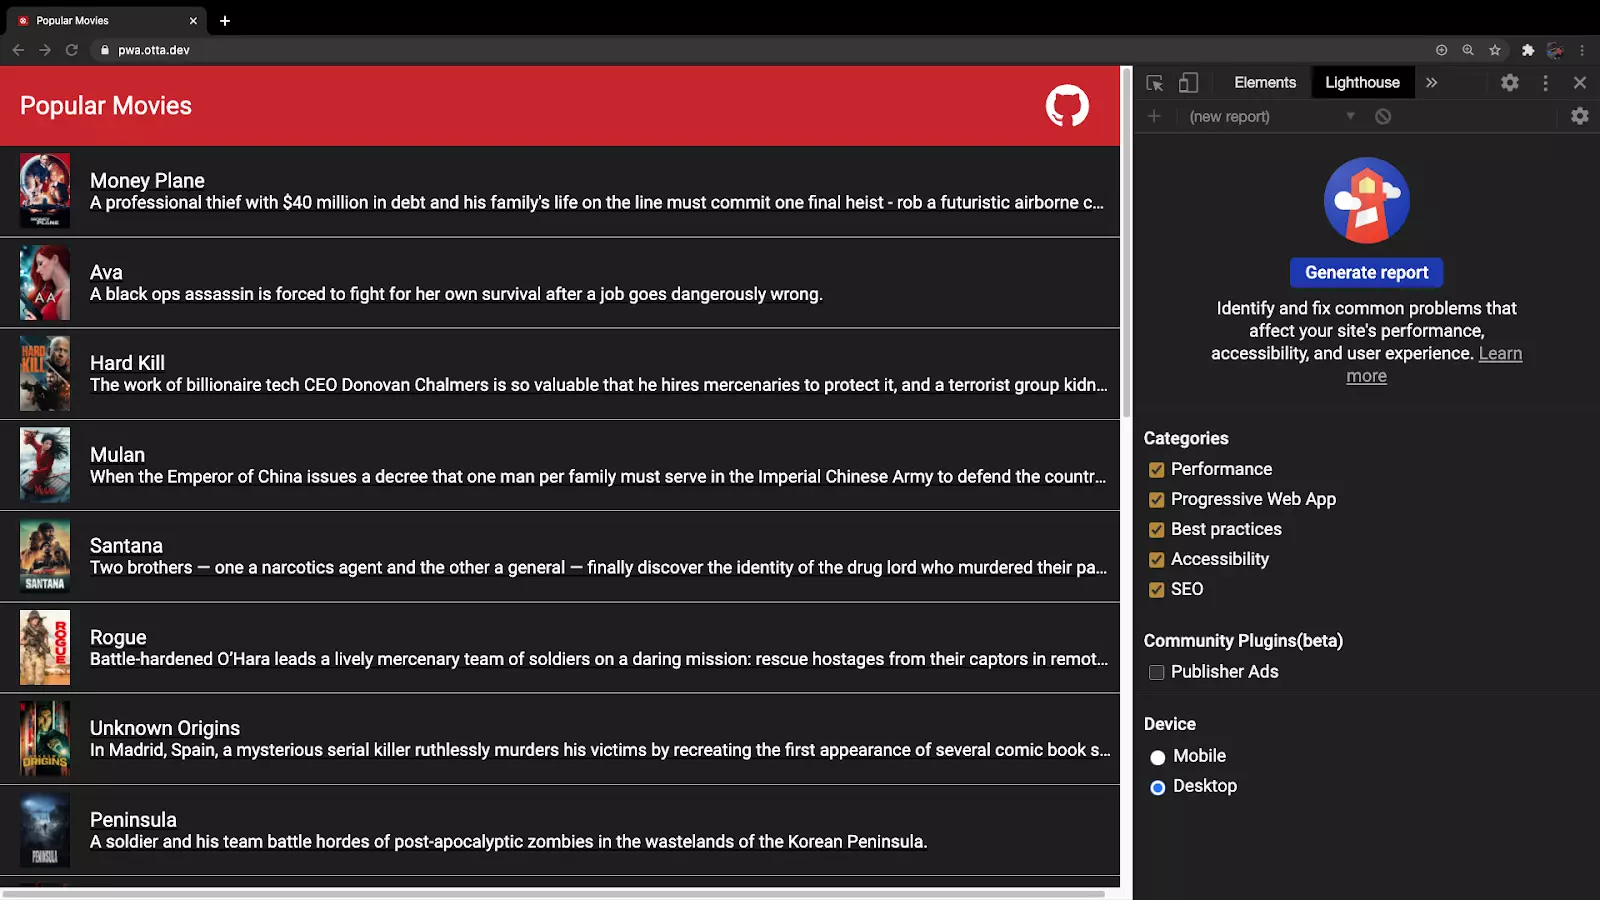 Popular Movies
pwa.otta.dev
Popular Movies
Money Plane
A professional thief with $40 million in debt and his family's life on the line must commit one final heist - rob a futuristic airborne c...
MONEY PLANE
Ava
A black ops assassin is forced to fight for her own survival after a job goes dangerously wrong.
AA
Hard Kill
The work of billionaire tech CEO Donovan Chalmers is so valuable that he hires mercenaries to protect it, and a terrorist group kidn...
HARD
KILL
Mulan
When the Emperor of China issues a decree that one man per family must serve in the Imperial Chinese Army to defend the countr...
MULAN
Santana
Two brothers — one a narcotics agent and the other a general — finally discover the identity of the drug lord who murdered their pa...
SANTANA
Rogue
Battle-hardened O’Hara leads a lively mercenary team of soldiers on a daring mission: rescue hostages from their captors in remot...
ROGUE
Unknown Origins
In Madrid, Spain, a mysterious serial killer ruthlessly murders his victims by recreating the first appearance of several comic book s...
ORIGINS
Peninsula
A soldier and his team battle hordes of post-apocalyptic zombies in the wastelands of the Korean Peninsula.
PENINSULA
Elements
Lighthouse
(new report)
Generate report
Identify and fix common problems that
affect your site's performance,
accessibility, and user experience. Learn
more
Categories
Performance
Progressive Web App
Best practices
Accessibility
SEO
Community Plugins(beta)
Publisher Ads
Device
Mobile
Desktop